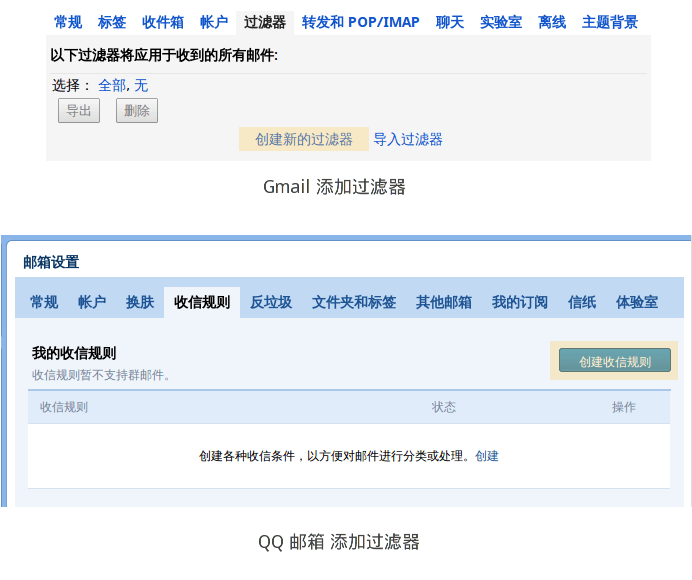 常规 标签 收件箱 帐户 过滤器 转发和 POP/IMAP 聊天 实验室 离线 主题背景
以下过滤器将应用于收到的所有邮件:
选择： 全部, 无
导出 删除
创建新的过滤器 导入过滤器
Gmail 添加过滤器
邮箱设置
常规 帐户 换肤 收信规则 反垃圾 文件夹和标签 其他邮箱 我的订阅 信纸 体验室
我的收信规则
创建收信规则
收信规则暂不支持群邮件。
收信规则 状态 操作
创建各种收信条件，以方便对邮件进行分类或处理。创建
QQ 邮箱 添加过滤器